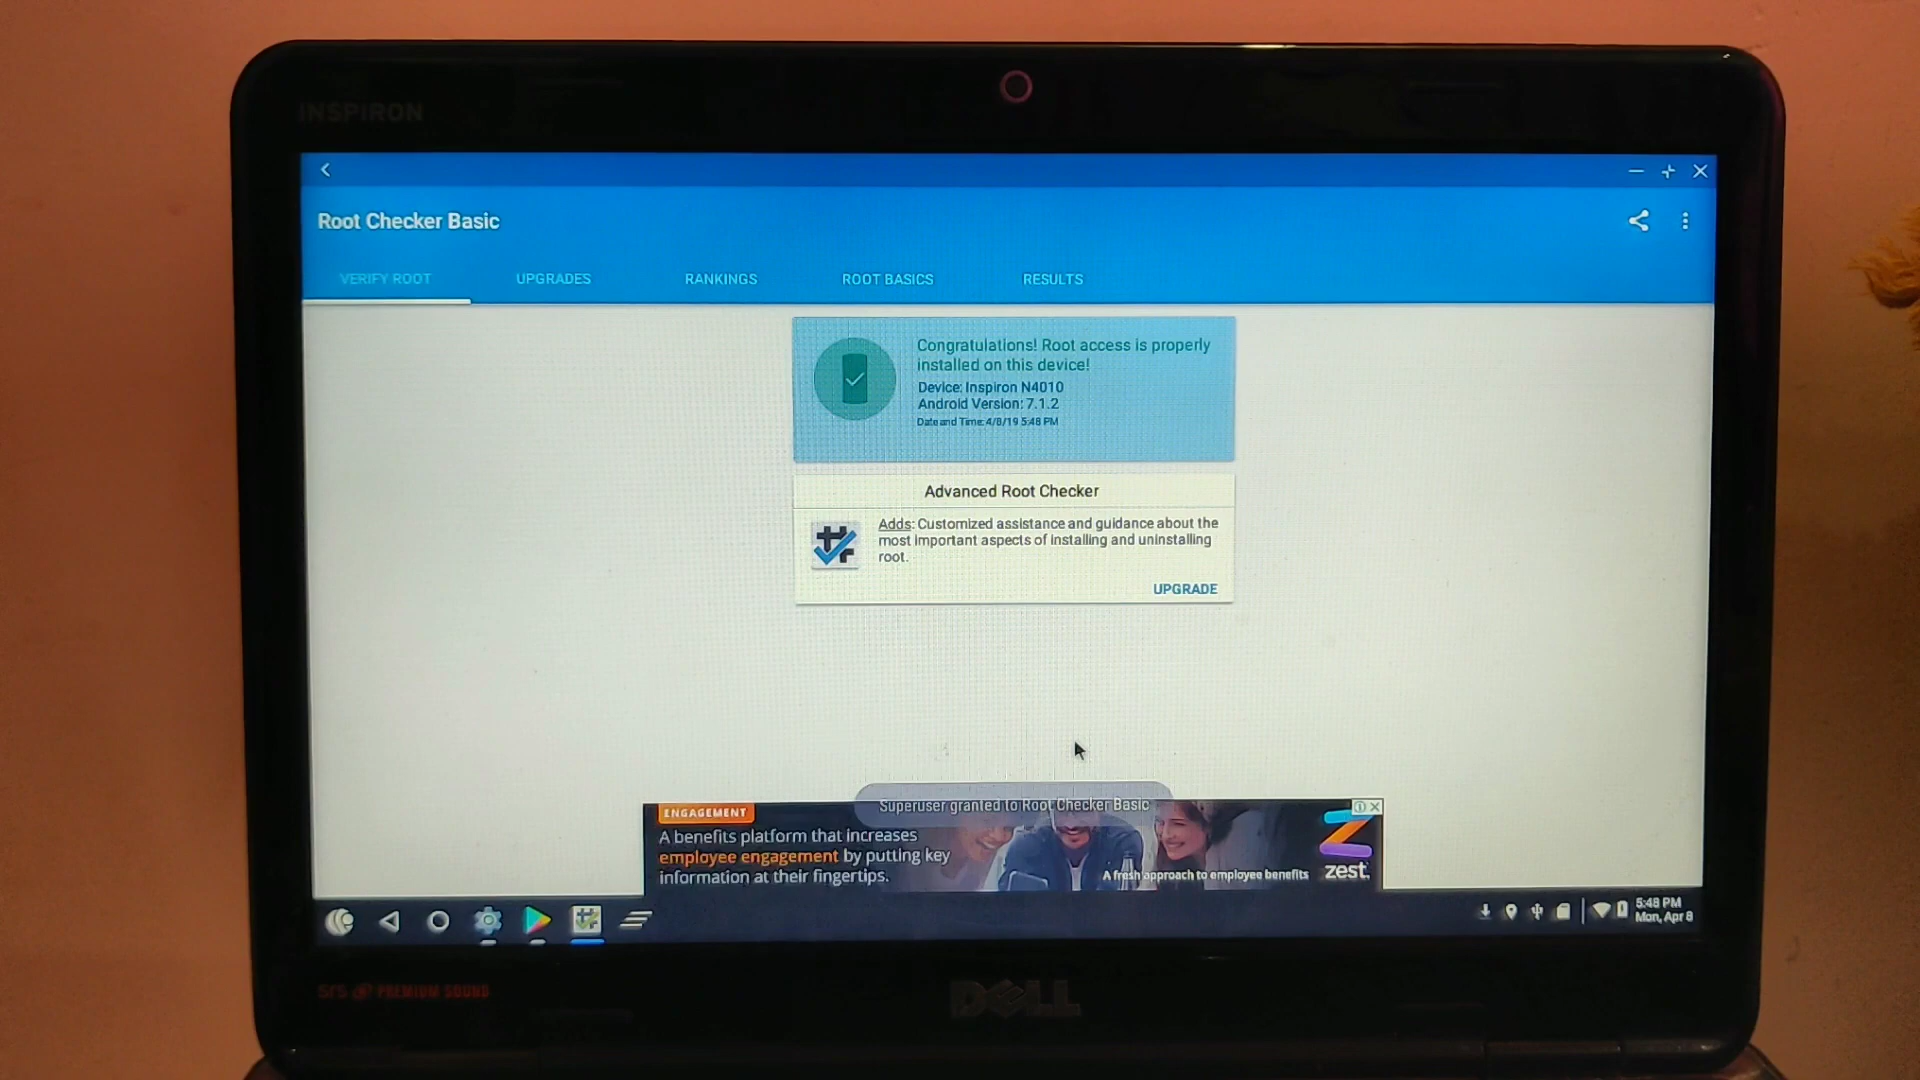 INSPIRON
Root Checker Basic
VERIFY ROOT
UPGRADES
RANKINGS
ROOT BASICS
RESULTS
Congratulations! Root access is properly
installed on this device!
Device: Inspiron N4010
Android Version: 7.1.2
Date and Time: 4/8/19 5:48 PM
Advanced Root Checker
Adds: Customized assistance and guidance about the
most important aspects of installing and uninstalling
root.
UPGRADE
Superuser granted to Root Checker Basic
ENGAGEMENT
A benefits platform that increases
employee engagement by putting key
information at their fingertips.
A fresh approach to employee benefits
zest.
5:48 PM
Mon, Apr 8
SRS PREMIUM SOUND
DELL